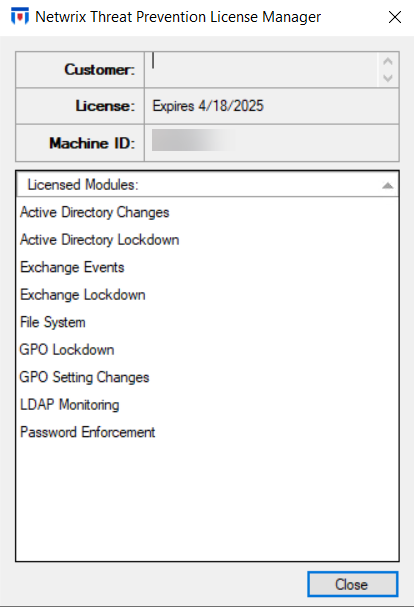 Netwrix Threat Prevention License Manager
Customer:
License: Expires 4/18/2025
Machine ID:
Licensed Modules:
Active Directory Changes
Active Directory Lockdown
Exchange Events
Exchange Lockdown
File System
GPO Lockdown
GPO Setting Changes
LDAP Monitoring
Password Enforcement
Close